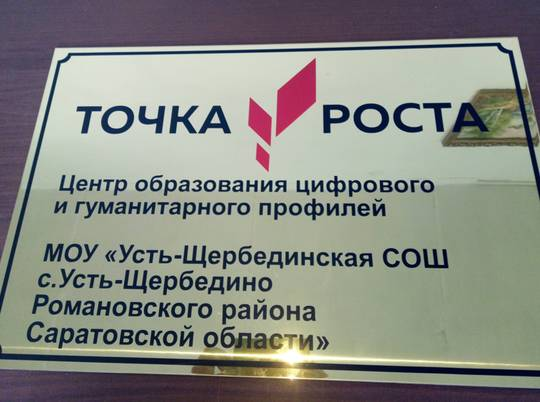 ТОЧКА РОСТА
Центр образования цифрового
и гуманитарного профилей
МОУ «Усть-Щербединская СОШ
с.Усть-Щербедино
Романовского района
Саратовской области»